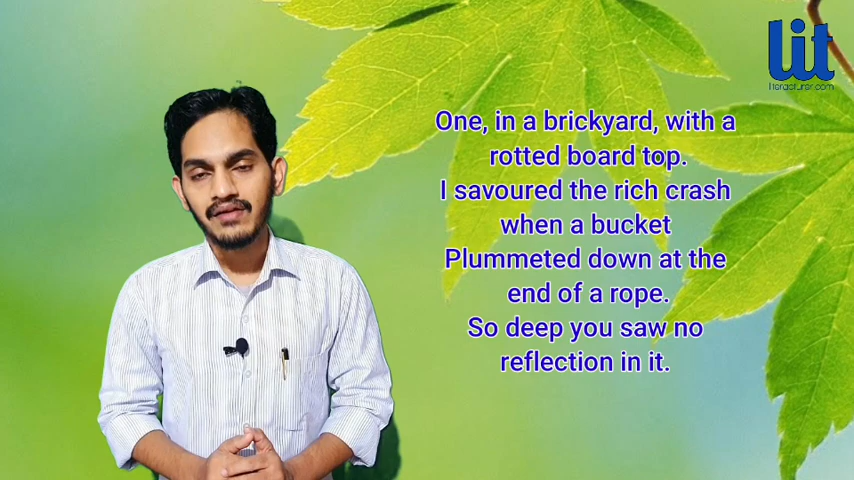 lit
literacturer.com
One, in a brickyard, with a
rotted board top.
I savoured the rich crash
when a bucket
Plummeted down at the
end of a rope.
So deep you saw no
reflection in it.